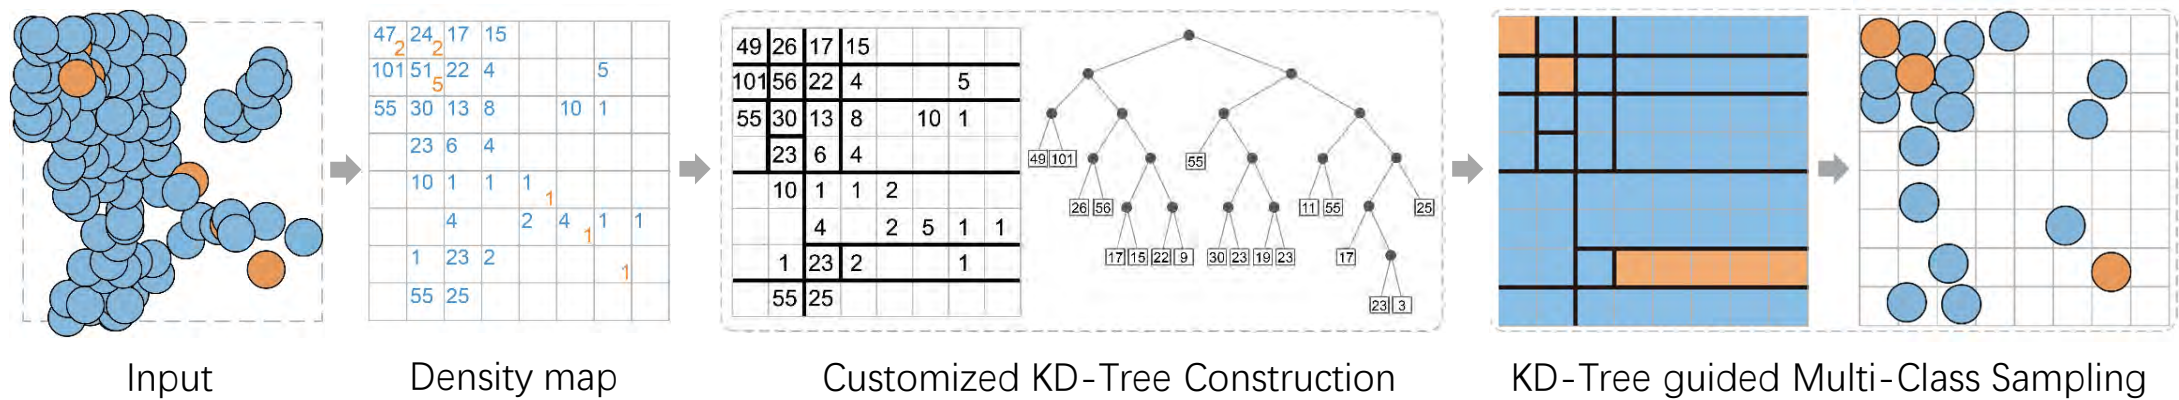 47 2 24 2 17 15
101 51 5 22 4 5
55 30 13 8 10 1
23 6 4
10 1 1 1 1
4 2 4 1 1 1
1 23 2 1
55 25
49 26 17 15
101 56 22 4 5
55 30 13 8 10 1
23 6 4
10 1 1 2
4 2 5 1 1
1 23 2 1
55 25
49 101 55 11 55 25
26 56
17 15 22 9 30 23 19 23 17
23 3
Input
Density map
Customized KD-Tree Construction
KD-Tree guided Multi-Class Sampling